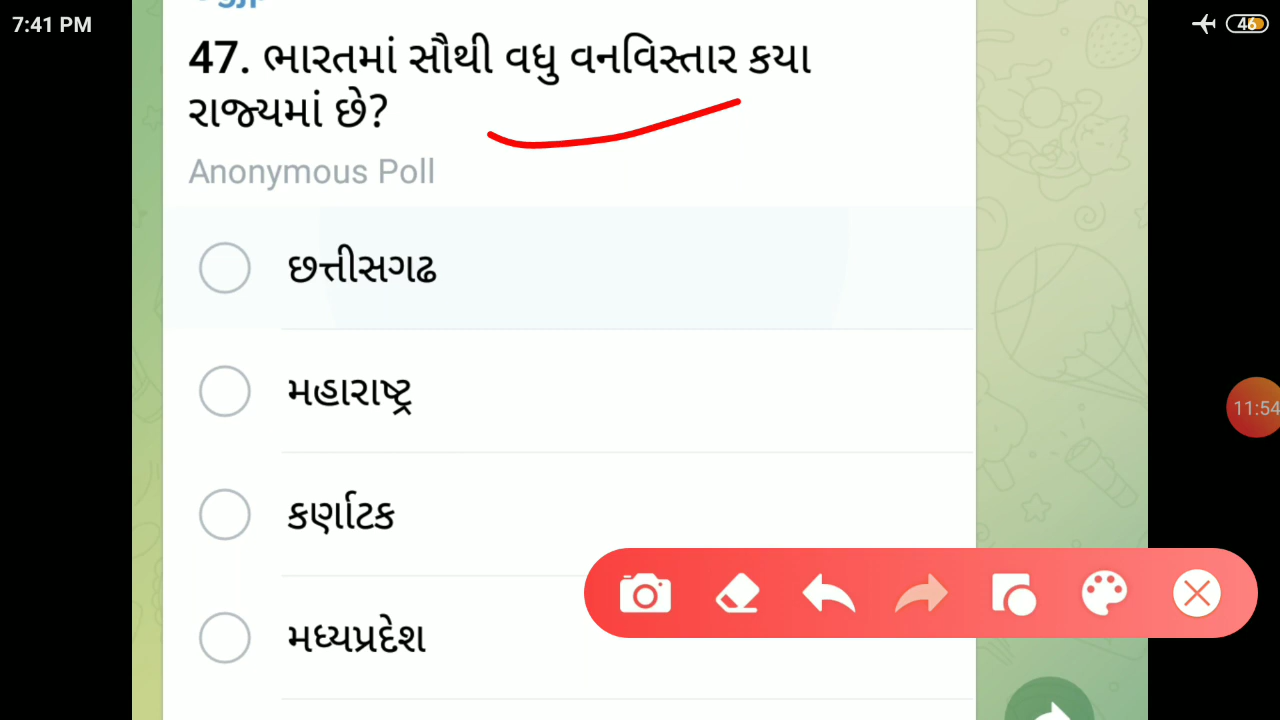 7:41 PM
46
47. ભારતમાં સૌથી વધુ વનવિસ્તાર કયા
રાજ્યમાં છે?
Anonymous Poll
છત્તીસગઢ
મહારાષ્ટ્ર
11:54
કર્ણાટક
મધ્યપ્રદેશ